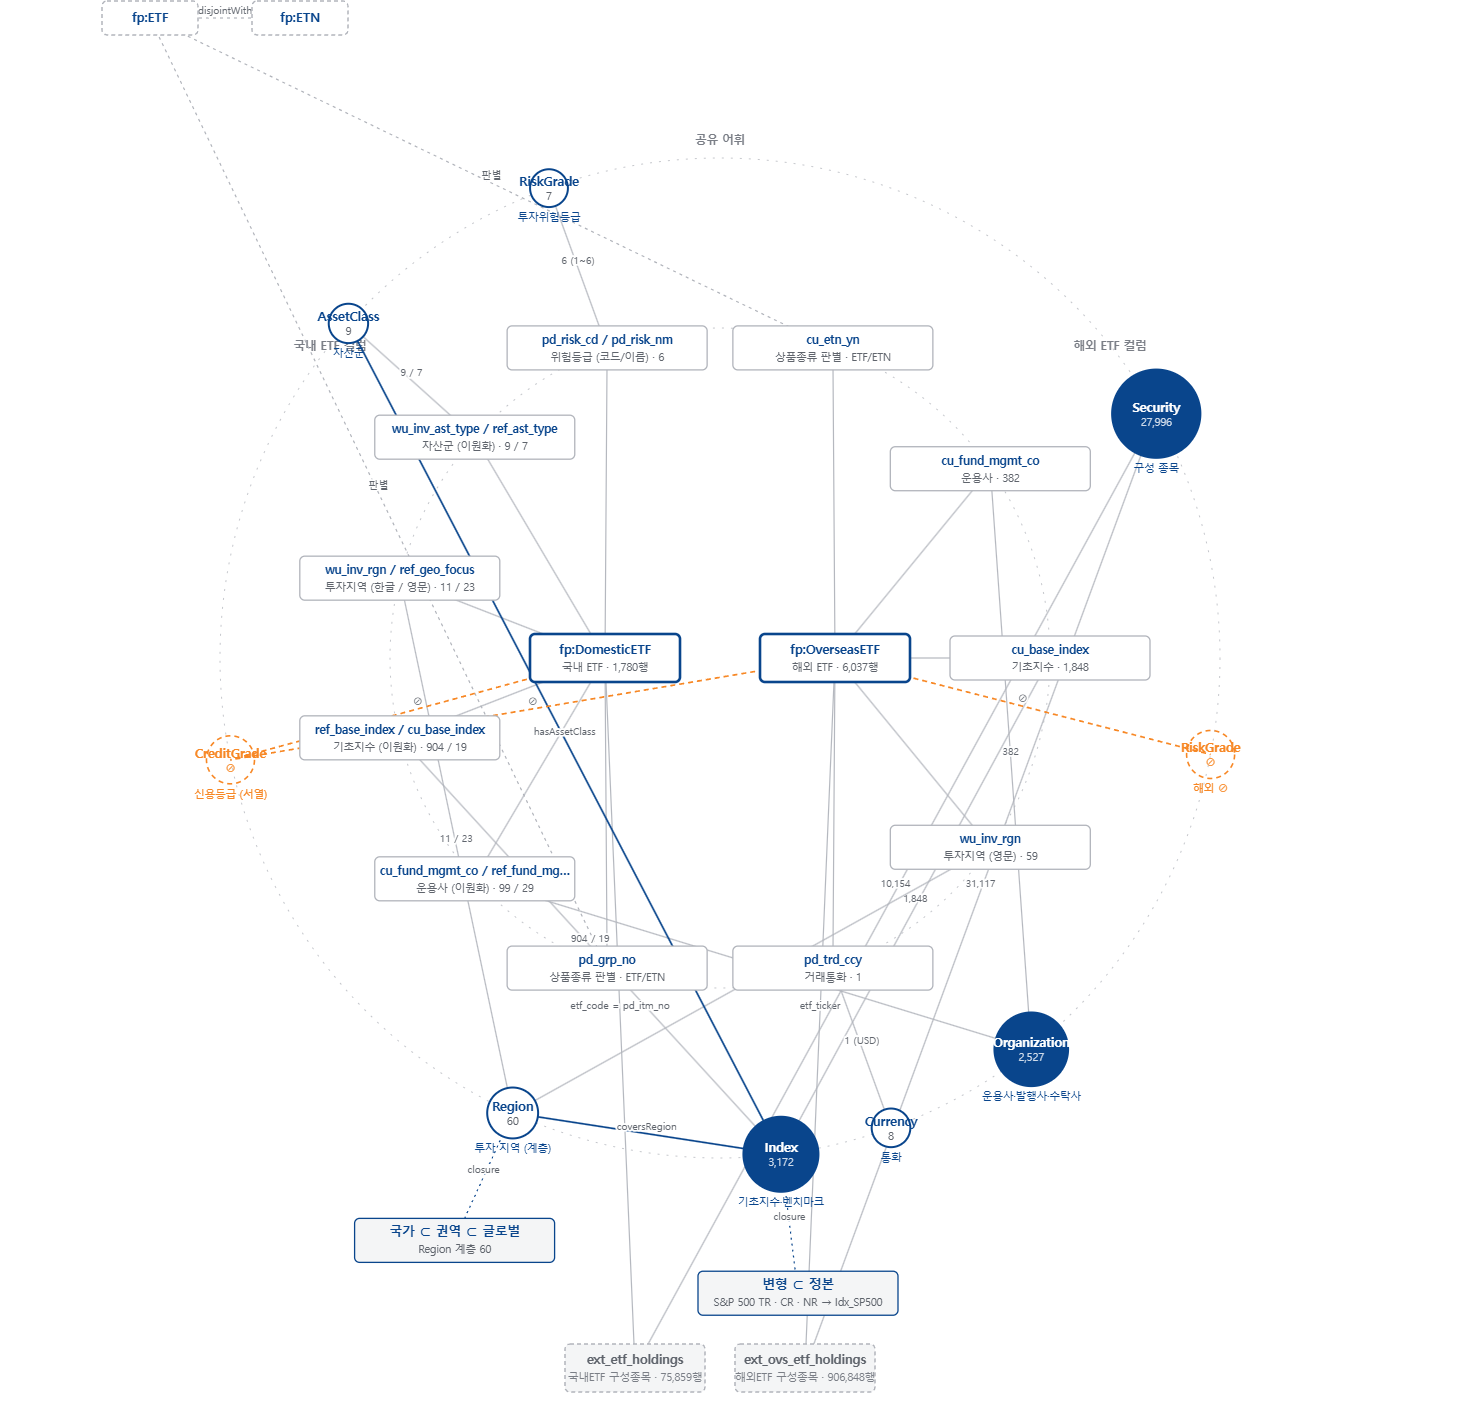 fp:ETF
disjointWith
fp:ETN
공유 어휘
판별
RiskGrade
7
투자위험등급
6 (1~6)
AssetClass
9
자산군
국내 ETF 컬럼
해외 ETF 컬럼
pd_risk_cd / pd_risk_nm
위험등급 (코드/이름) · 6
cu_etn_yn
상품종류 판별 · ETF/ETN
9 / 7
Security
27,996
구성 종목
wu_inv_ast_type / ref_ast_type
자산군 (이원화) · 9 / 7
cu_fund_mgmt_co
운용사 · 382
판별
wu_inv_rgn / ref_geo_focus
투자지역 (한글 / 영문) · 11 / 23
fp:DomesticETF
국내 ETF · 1,780행
fp:OverseasETF
해외 ETF · 6,037행
cu_base_index
기초지수 · 1,848
⊘
⊘
⊘
ref_base_index / cu_base_index
기초지수 (이원화) · 904 / 19
hasAssetClass
CreditGrade
⊘
신용등급 (서열)
382
RiskGrade
⊘
해외 ⊘
11 / 23
wu_inv_rgn
투자지역 (영문) · 59
cu_fund_mgmt_co / ref_fund_mg…
운용사 (이원화) · 99 / 29
10,154
31,117
1,848
904 / 19
pd_grp_no
상품종류 판별 · ETF/ETN
pd_trd_ccy
거래통화 · 1
etf_code = pd_itm_no
etf_ticker
1 (USD)
Organization
2,527
운용사·발행사·수탁사
Region
60
투자 지역 (계층)
coversRegion
Currency
8
통화
Index
3,172
기초지수·벤치마크
closure
closure
국가 ⊂ 권역 ⊂ 글로벌
Region 계층 60
변형 ⊂ 정본
S&P 500 TR · CR · NR → Idx_SP500
ext_etf_holdings
국내ETF 구성종목 · 75,859행
ext_ovs_etf_holdings
해외ETF 구성종목 · 906,848행